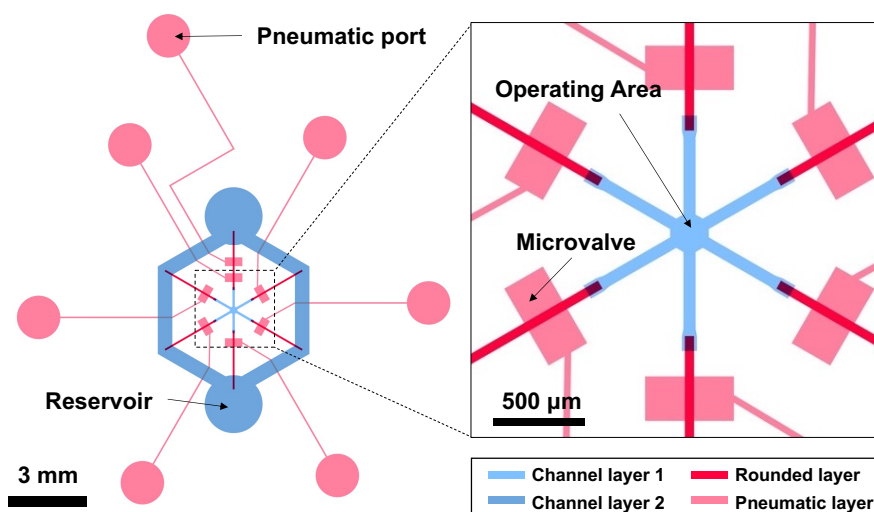 Pneumatic port
Operating Area
Microvalve
Reservoir
3 mm
500 µm
Channel layer 1
Rounded layer
Channel layer 2
Pneumatic layer